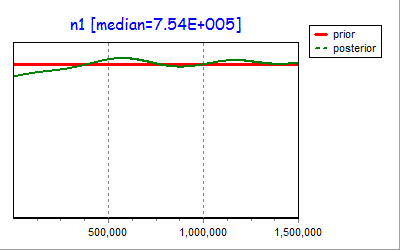 n1 [median=7.54E+005]
prior
posterior
500,000
1,000,000
1,500,000